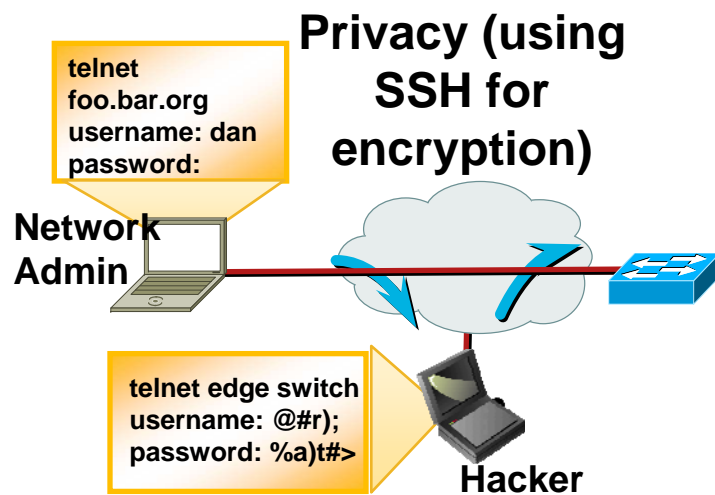 Privacy (using
SSH for
encryption)
telnet
foo.bar.org
username: dan
password:
Network
Admin
telnet edge switch
username: @#r);
password: %a)t#>
Hacker